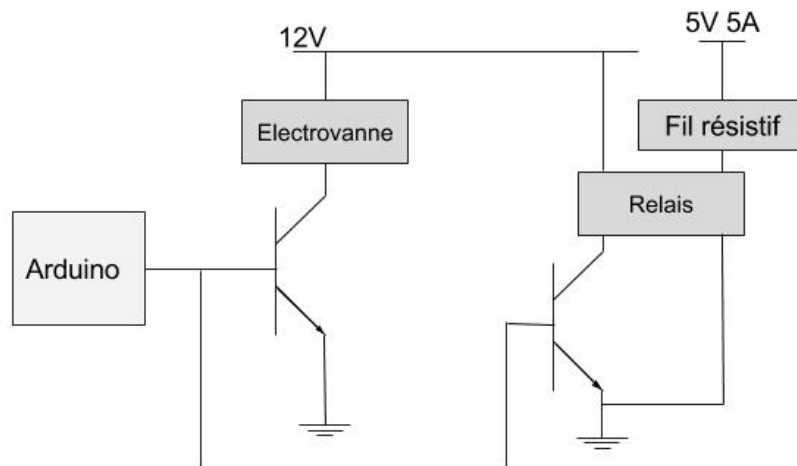 12V
5V 5A
Electrovanne
Fil résistif
Relais
Arduino